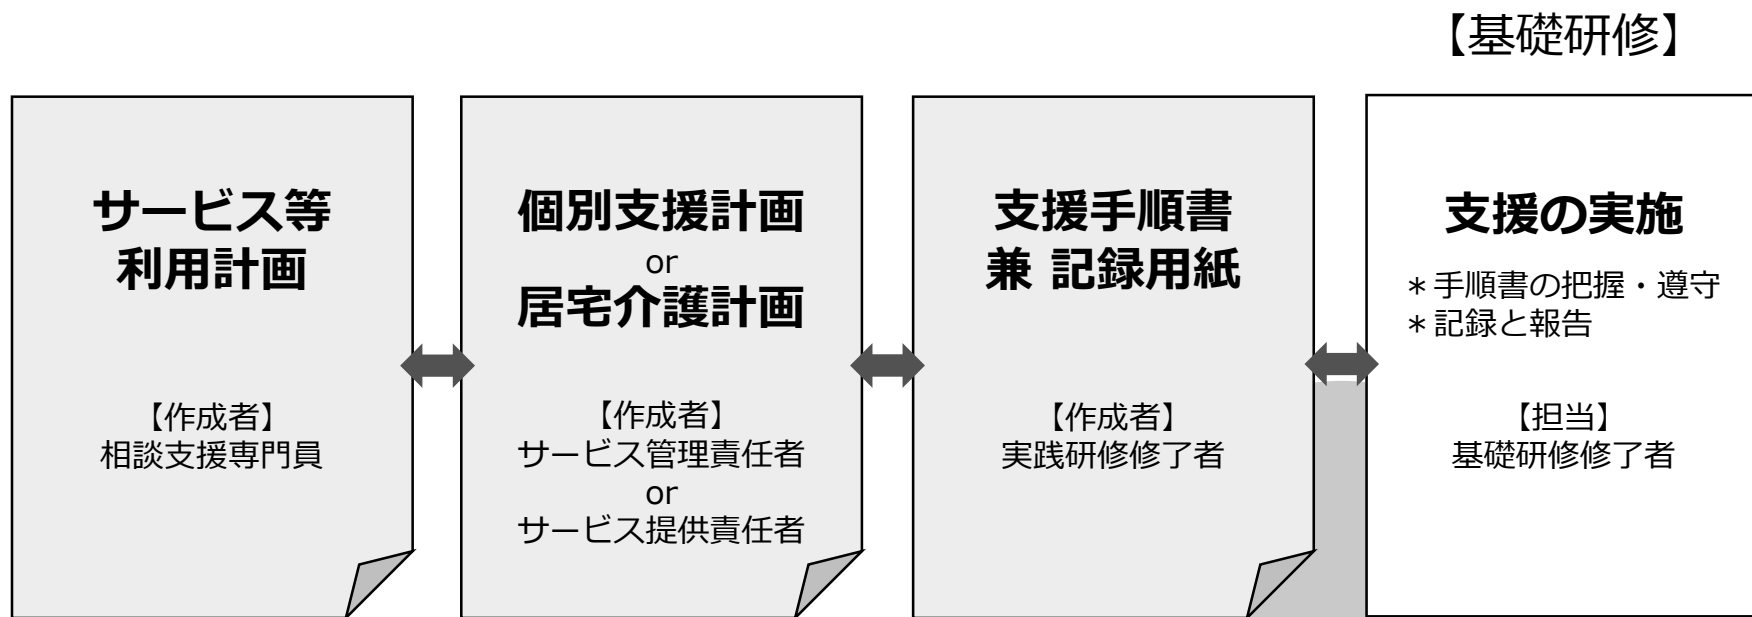 【基礎研修】
サービス等
利用計画
【作成者】
相談支援専門員
個別支援計画
or
居宅介護計画
【作成者】
サービス管理責任者
or
サービス提供責任者
支援手順書
兼 記録用紙
【作成者】
実践研修修了者
支援の実施
＊手順書の把握・遵守
＊記録と報告
【担当】
基礎研修修了者